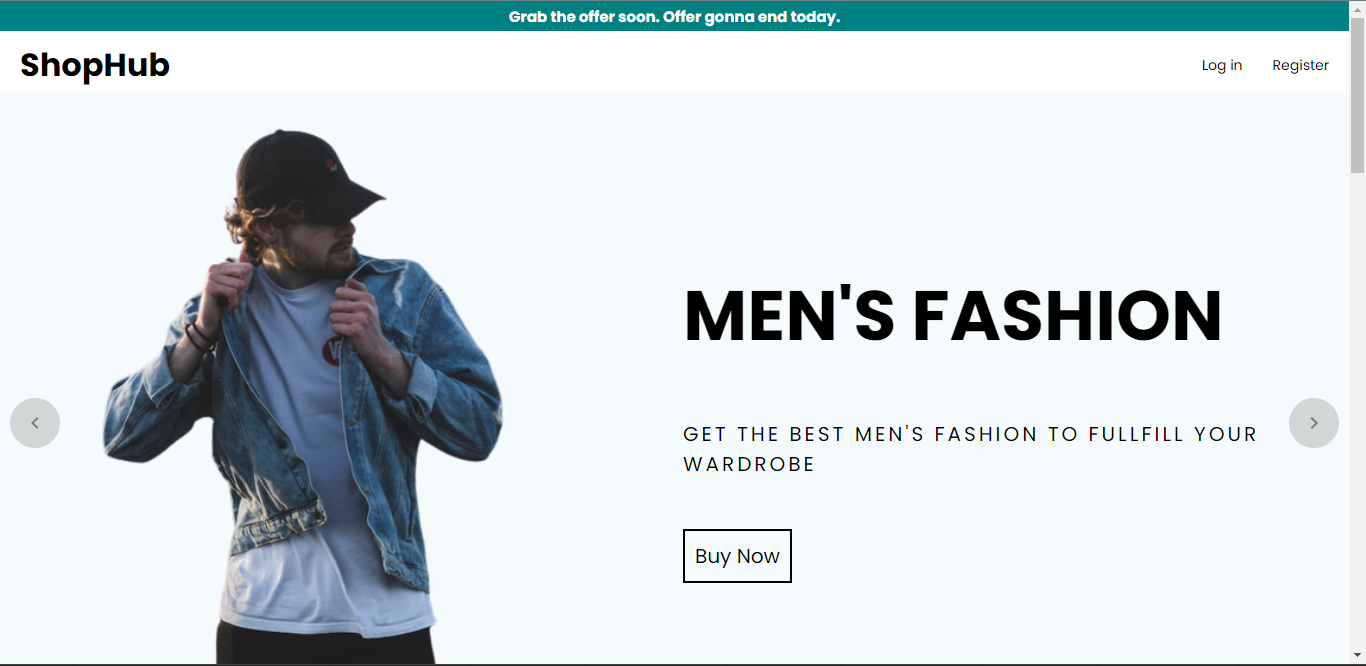 Grab the offer soon. Offer gonna end today.
ShopHub
Log in
Register
MEN'S FASHION
GET THE BEST MEN'S FASHION TO FULLFILL YOUR
WARDROBE
Buy Now